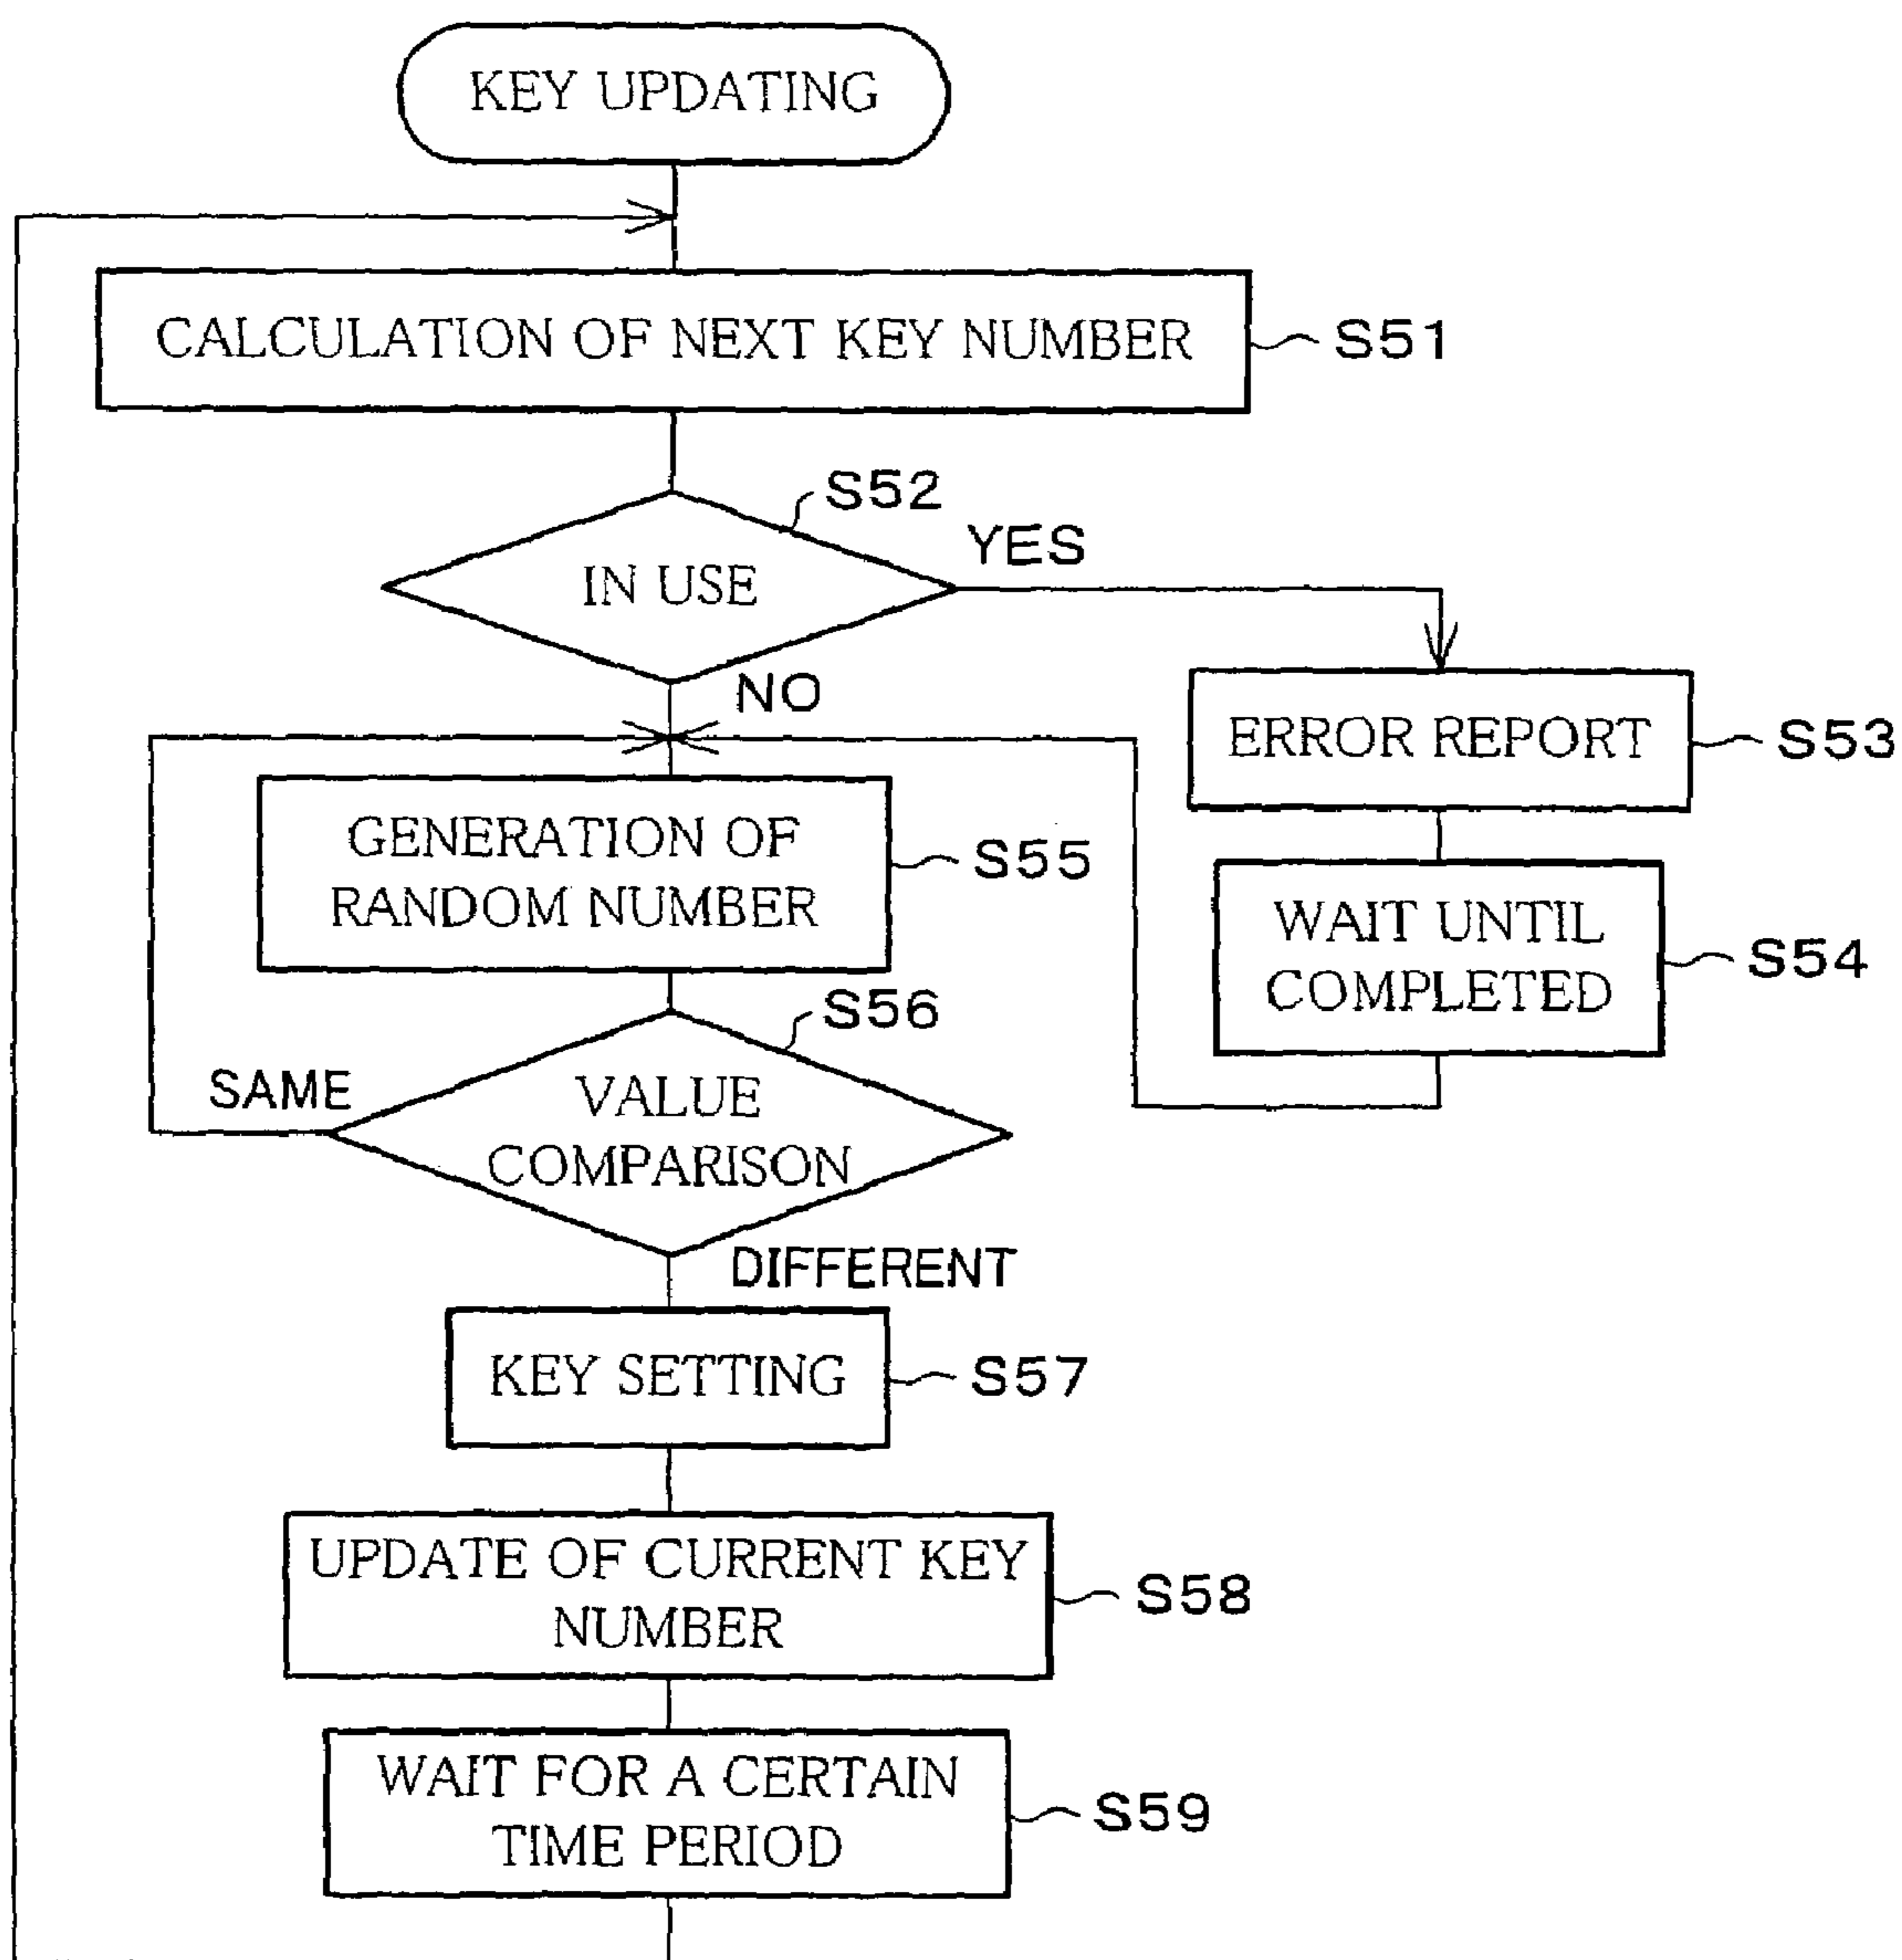 KEY UPDATING
CALCULATION OF NEXT KEY NUMBER
S51
S52
IN USE
YES
NO
ERROR REPORT
S53
GENERATION OF
RANDOM NUMBER
S55
WAIT UNTIL
COMPLETED
S54
S56
SAME
VALUE
COMPARISON
DIFFERENT
KEY SETTING
S57
UPDATE OF CURRENT KEY
NUMBER
S58
WAIT FOR A CERTAIN
TIME PERIOD
S59